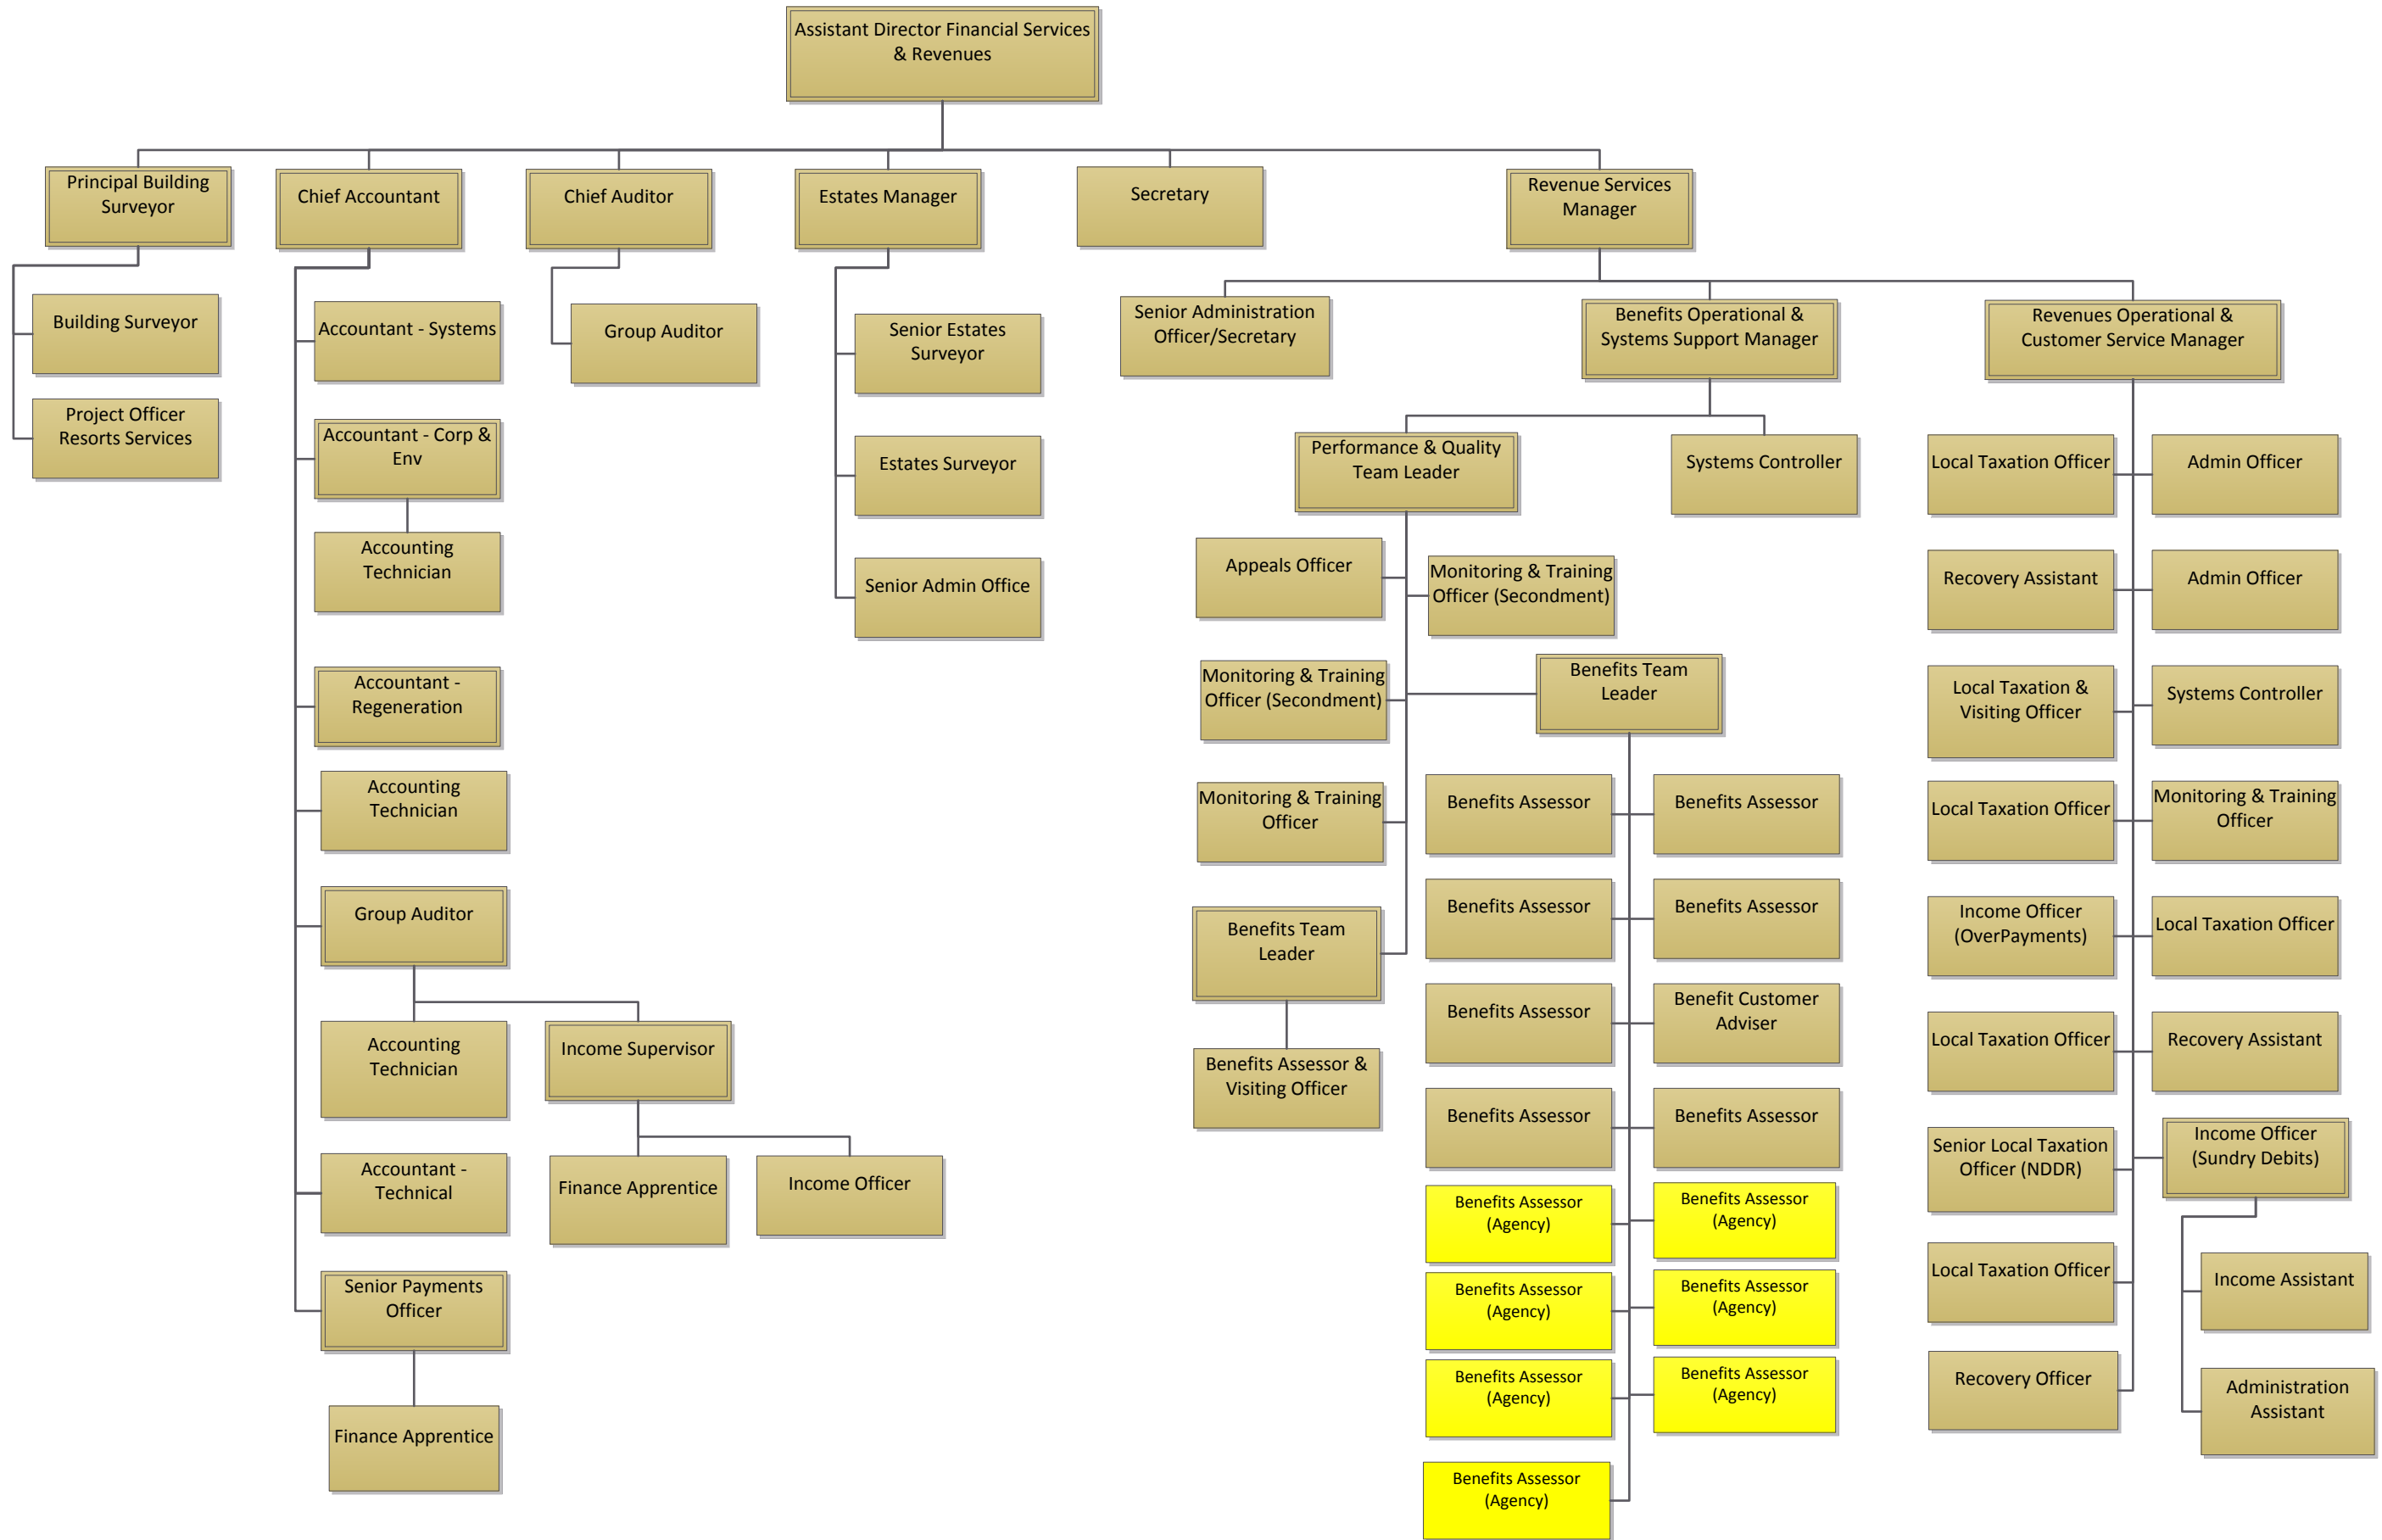 Assistant Director Financial Services
& Revenues
Principal Building
Surveyor
Chief Accountant
Chief Auditor
Estates Manager
Secretary
Revenue Services
Manager
Building Surveyor
Project Officer
Resorts Services
Accountant - Systems
Accountant - Corp &
Env
Accounting
Technician
Accountant -
Regeneration
Accounting
Technician
Group Auditor
Accounting
Technician
Income Supervisor
Finance Apprentice
Income Officer
Accountant -
Technical
Senior Payments
Officer
Finance Apprentice
Group Auditor
Senior Estates
Surveyor
Estates Surveyor
Senior Admin Office
Senior Administration
Officer/Secretary
Benefits Operational &
Systems Support Manager
Revenues Operational &
Customer Service Manager
Performance & Quality
Team Leader
Systems Controller
Appeals Officer
Monitoring & Training
Officer (Secondment)
Monitoring & Training
Officer (Secondment)
Benefits Team
Leader
Monitoring & Training
Officer
Benefits Team
Leader
Benefits Assessor &
Visiting Officer
Benefits Assessor
Benefits Assessor
Benefits Assessor
Benefits Assessor
Benefits Assessor
Benefit Customer
Adviser
Benefits Assessor
Benefits Assessor
Benefits Assessor
(Agency)
Benefits Assessor
(Agency)
Benefits Assessor
(Agency)
Benefits Assessor
(Agency)
Benefits Assessor
(Agency)
Benefits Assessor
(Agency)
Benefits Assessor
(Agency)
Local Taxation Officer
Admin Officer
Recovery Assistant
Admin Officer
Local Taxation &
Visiting Officer
Systems Controller
Local Taxation Officer
Monitoring & Training
Officer
Income Officer
(OverPayments)
Local Taxation Officer
Local Taxation Officer
Recovery Assistant
Senior Local Taxation
Officer (NDDR)
Income Officer
(Sundry Debits)
Local Taxation Officer
Income Assistant
Recovery Officer
Administration
Assistant